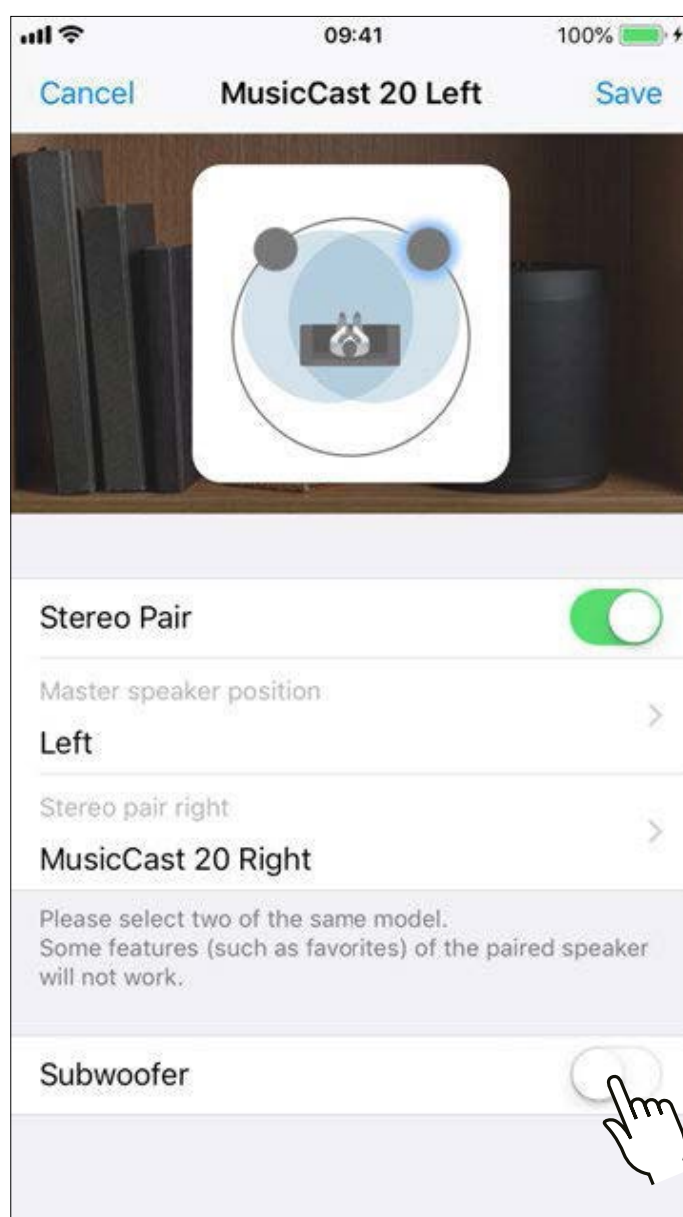 09:41
100%
Cancel
MusicCast 20 Left
Save
Stereo Pair
Master speaker position
Left
Stereo pair right
MusicCast 20 Right
Please select two of the same model.
Some features (such as favorites) of the paired speaker
will not work.
Subwoofer